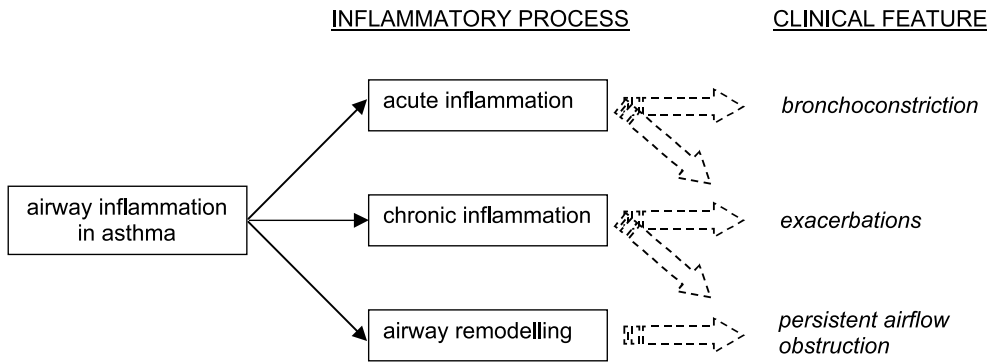 INFLAMMATORY PROCESS
CLINICAL FEATURE
acute inflammation
bronchoconstriction
airway inflammation
in asthma
chronic inflammation
exacerbations
airway remodelling
persistent airflow
obstruction